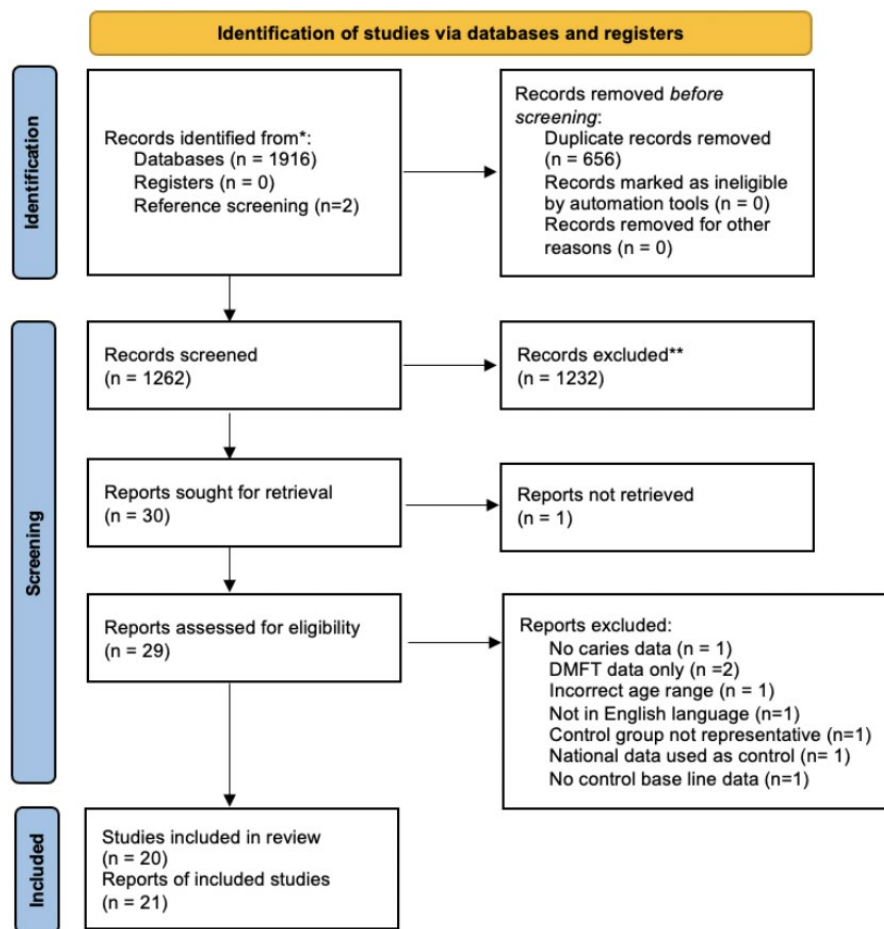 Identification of studies via databases and registers
Identification
Records identified from*:
Databases (n = 1916)
Registers (n = 0)
Reference screening (n=2)
Records removed before
screening:
Duplicate records removed
(n = 656)
Records marked as ineligible
by automation tools (n = 0)
Records removed for other
reasons (n = 0)
Screening
Records screened
(n = 1262)
Records excluded**
(n = 1232)
Reports sought for retrieval
(n = 30)
Reports not retrieved
(n = 1)
Reports assessed for eligibility
(n = 29)
Reports excluded:
No caries data (n = 1)
DMFT data only (n =2)
Incorrect age range (n = 1)
Not in English language (n=1)
Control group not representative (n=1)
National data used as control (n= 1)
No control base line data (n=1)
Included
Studies included in review
(n = 20)
Reports of included studies
(n = 21)